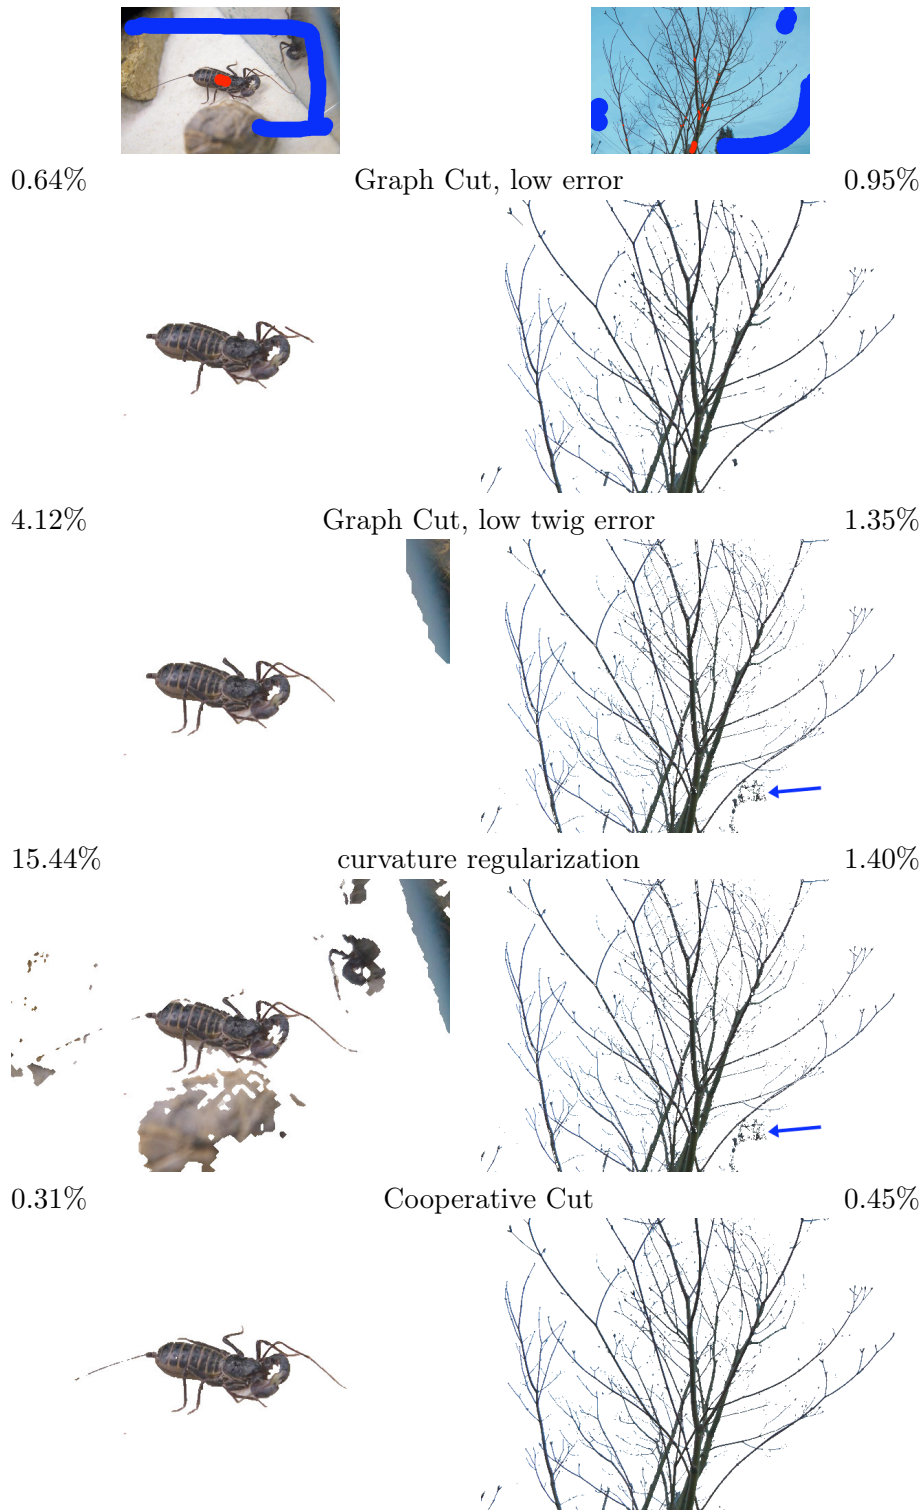 0.64% Graph Cut, low error 0.95%
4.12% Graph Cut, low twig error 1.35%
15.44% curvature regularization 1.40%
0.31% Cooperative Cut 0.45%